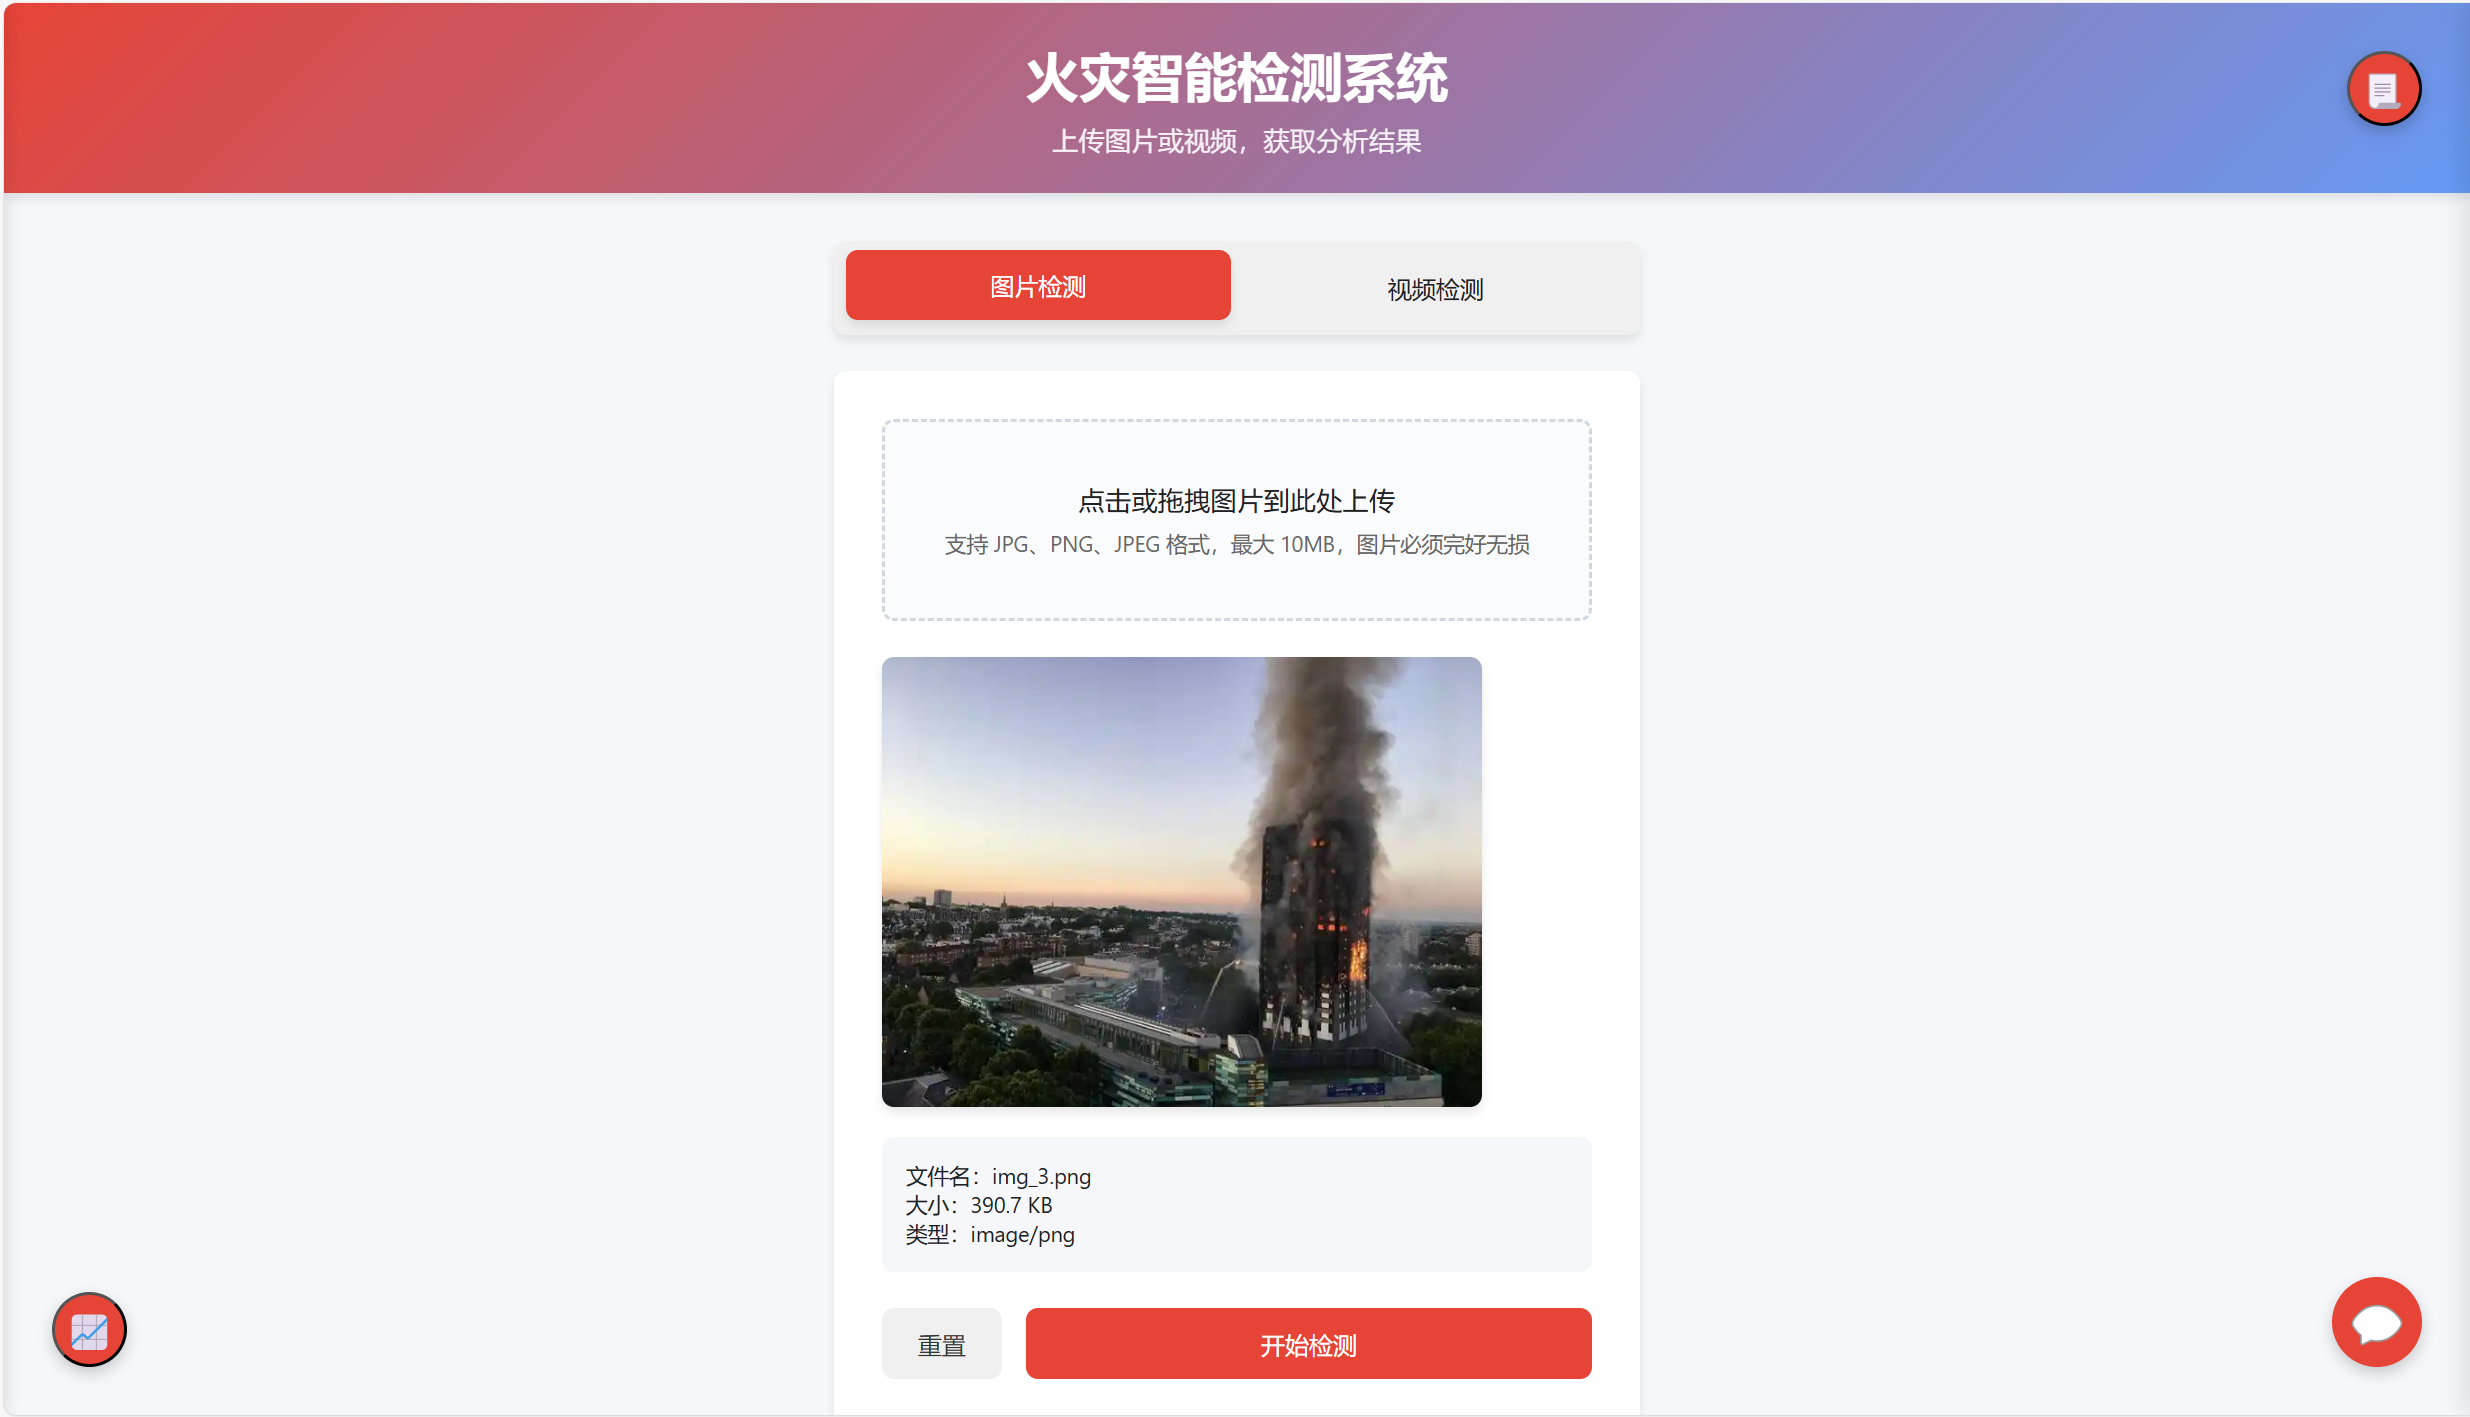 火灾智能检测系统
上传图片或视频，获取分析结果
图片检测
视频检测
点击或拖拽图片到此处上传
支持 JPG、PNG、JPEG 格式，最大 10MB，图片必须完好无损
文件名：img_3.png
大小：390.7 KB
类型：image/png
重置
开始检测